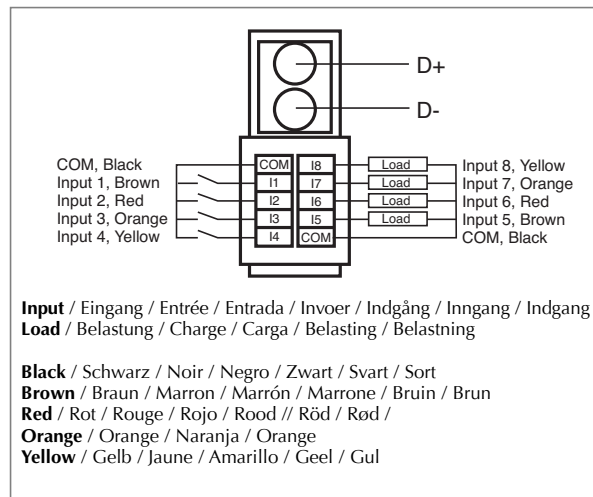 D+
D-
COM, Black
Input 1, Brown
Input 2, Red
Input 3, Orange
Input 4, Yellow
COM
I1
I2
I3
I4
I8
I7
I6
I5
COM
Load
Load
Load
Load
Input 8, Yellow
Input 7, Orange
Input 6, Red
Input 5, Brown
COM, Black
Input / Eingang / Entrée / Entrada / Invoer / Indgång / Inngang / Indgang
Load / Belastung / Charge / Carga / Belasting / Belastning
Black / Schwarz / Noir / Negro / Zwart / Svart / Sort
Brown / Braun / Marron / Marrón / Marrone / Bruin / Brun
Red / Rot / Rouge / Rojo / Rood // Röd / Rød /
Orange / Orange / Naranja / Orange
Yellow / Gelb / Jaune / Amarillo / Geel / Gul